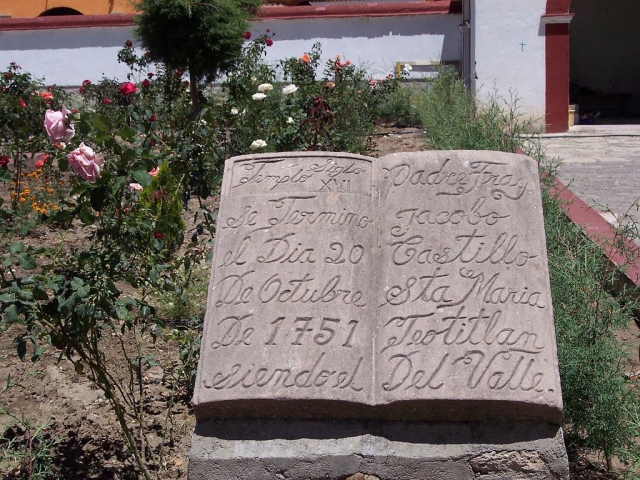 Templo Siglo
XVII
Se Termino
el Dia 20
De Octubre
De 1751
siendo el
Padre Fray
Jacobo
Castillo
Sta Maria
Teotitlan
Del Valle.